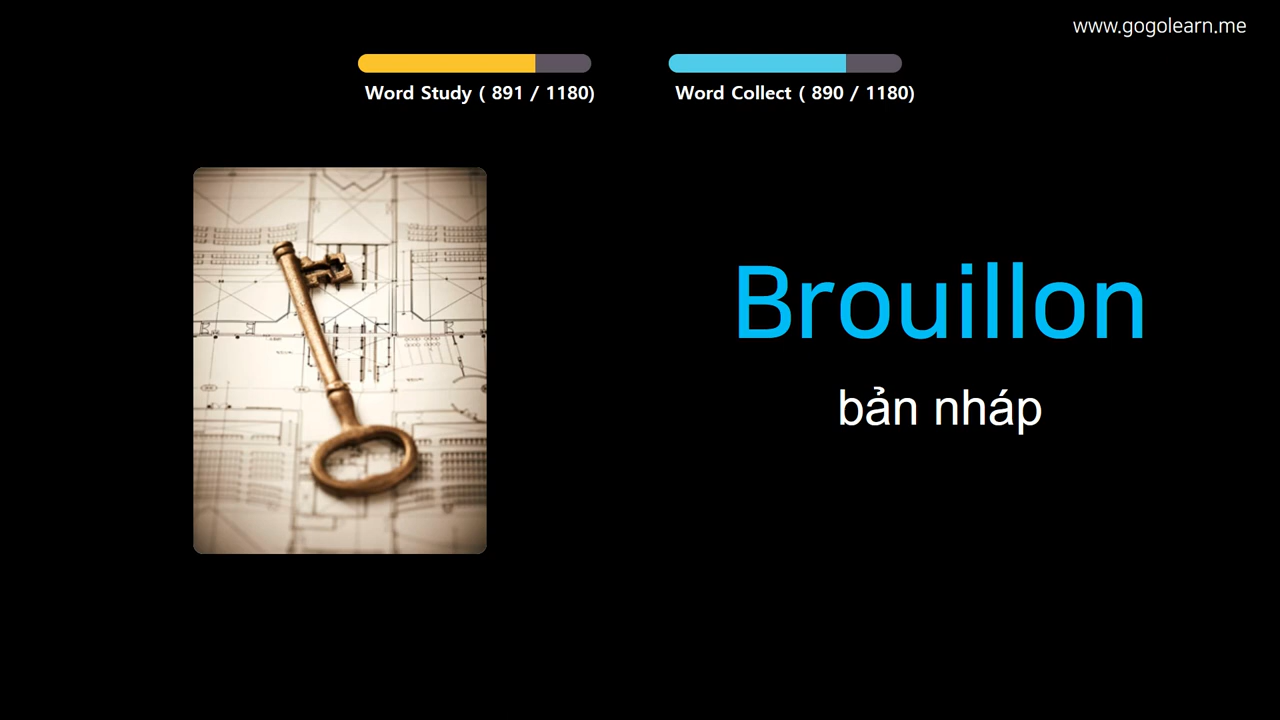 www.gogolearn.me
Word Study ( 891 / 1180)
Word Collect ( 890 / 1180)
Brouillon
bản nháp